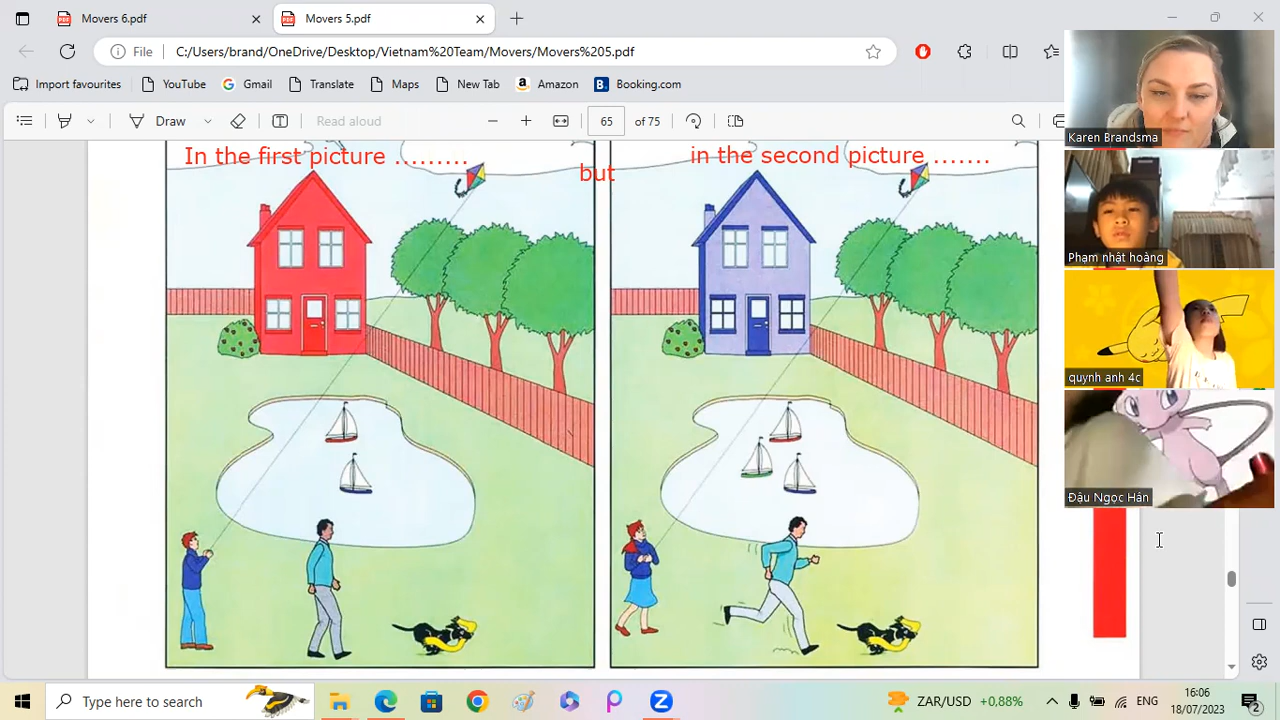 Movers 6.pdf
Movers 5.pdf
File
C:/Users/brand/OneDrive/Desktop/Vietnam%20Team/Movers/Movers%205.pdf
Import favourites
YouTube
Gmail
Translate
Maps
New Tab
Amazon
Booking.com
Draw
Read aloud
65 of 75
In the first picture .........
but
in the second picture .......
Karen Brandsma
Phạm nhật hoàng
quynh anh 4c
Đậu Ngọc Hân
Type here to search
ZAR/USD +0,88%
ENG
16:06
18/07/2023
2